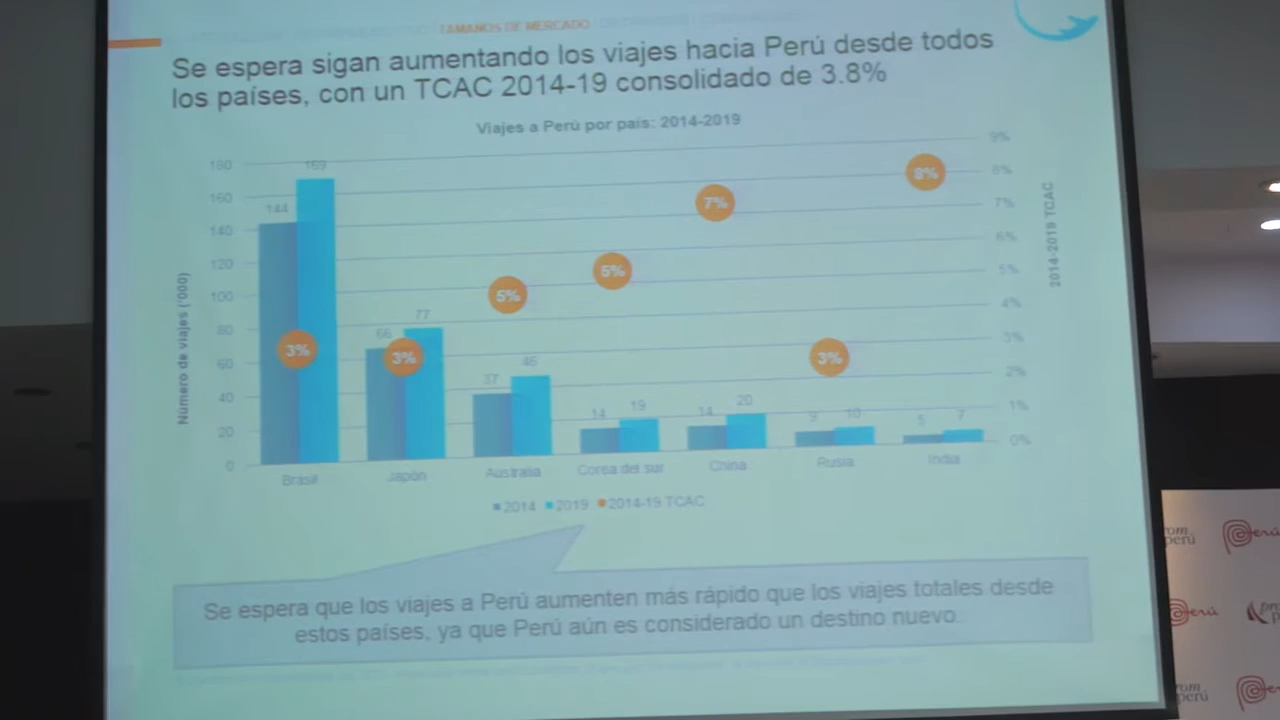 TAMAÑOS DE MERCADO
Se espera sigan aumentando los viajes hacia Perú desde todos
los países, con un TCAC 2014-19 consolidado de 3.8%
Viajes a Perú por país: 2014-2019
Número de viajes ('000)
180
160
140
120
100
80
60
40
20
0
144
169
3%
66
77
3%
37
46
5%
14
19
14
20
7%
9
10
3%
5
7
8%
9%
8%
7%
6%
5%
4%
3%
2%
1%
0%
2014-2019 TCAC
Brasil
Japón
Australia
Corea del sur
China
Rusia
India
2014 2019 2014-19 TCAC
Se espera que los viajes a Perú aumenten más rápido que los viajes totales desde
estos países, ya que Perú aún es considerado un destino nuevo.
perú
Perú
Perú
perú